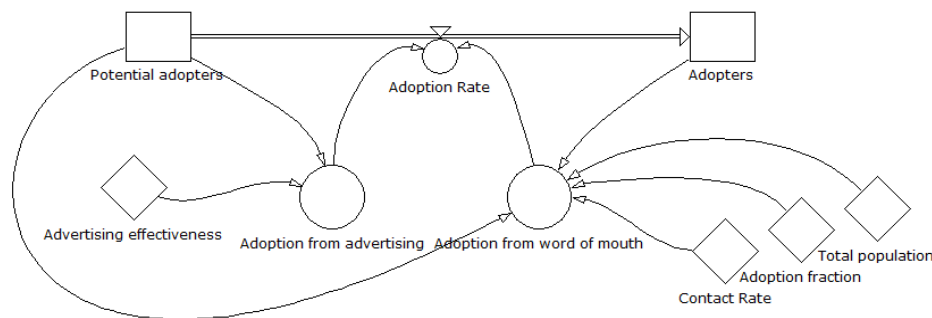 Potential adopters
Adoption Rate
Adopters
Advertising effectiveness
Adoption from advertising
Adoption from word of mouth
Total population
Adoption fraction
Contact Rate